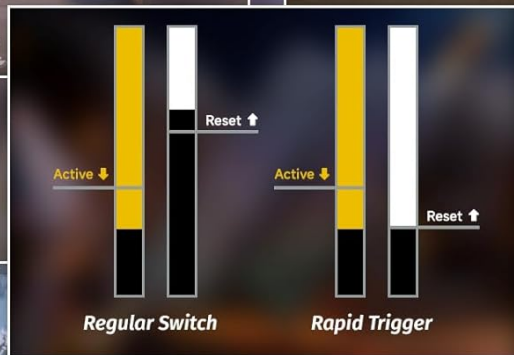 Reset ⬆
Active ⬇
Regular Switch
Active ⬇
Reset ⬆
Rapid Trigger